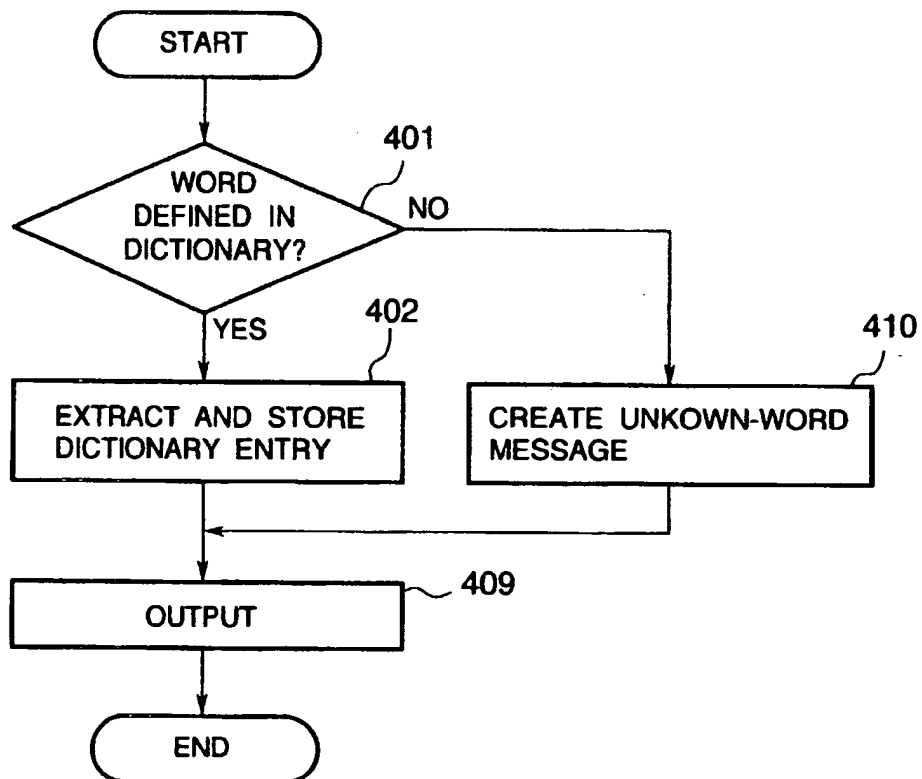 START
401
WORD
DEFINED IN
DICTIONARY?
NO
YES
402
EXTRACT AND STORE
DICTIONARY ENTRY
410
CREATE UNKOWN-WORD
MESSAGE
409
OUTPUT
END